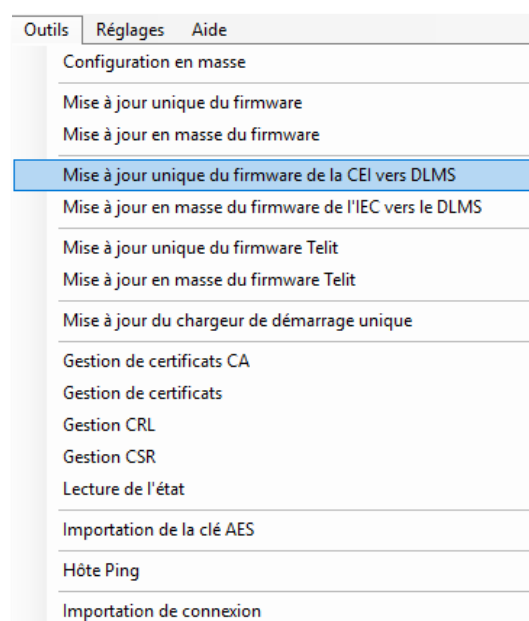 Outils Réglages Aide
Configuration en masse
Mise à jour unique du firmware
Mise à jour en masse du firmware
Mise à jour unique du firmware de la CEI vers DLMS
Mise à jour en masse du firmware de l'IEC vers le DLMS
Mise à jour unique du firmware Telit
Mise à jour en masse du firmware Telit
Mise à jour du chargeur de démarrage unique
Gestion de certificats CA
Gestion de certificats
Gestion CRL
Gestion CSR
Lecture de l'état
Importation de la clé AES
Hôte Ping
Importation de connexion